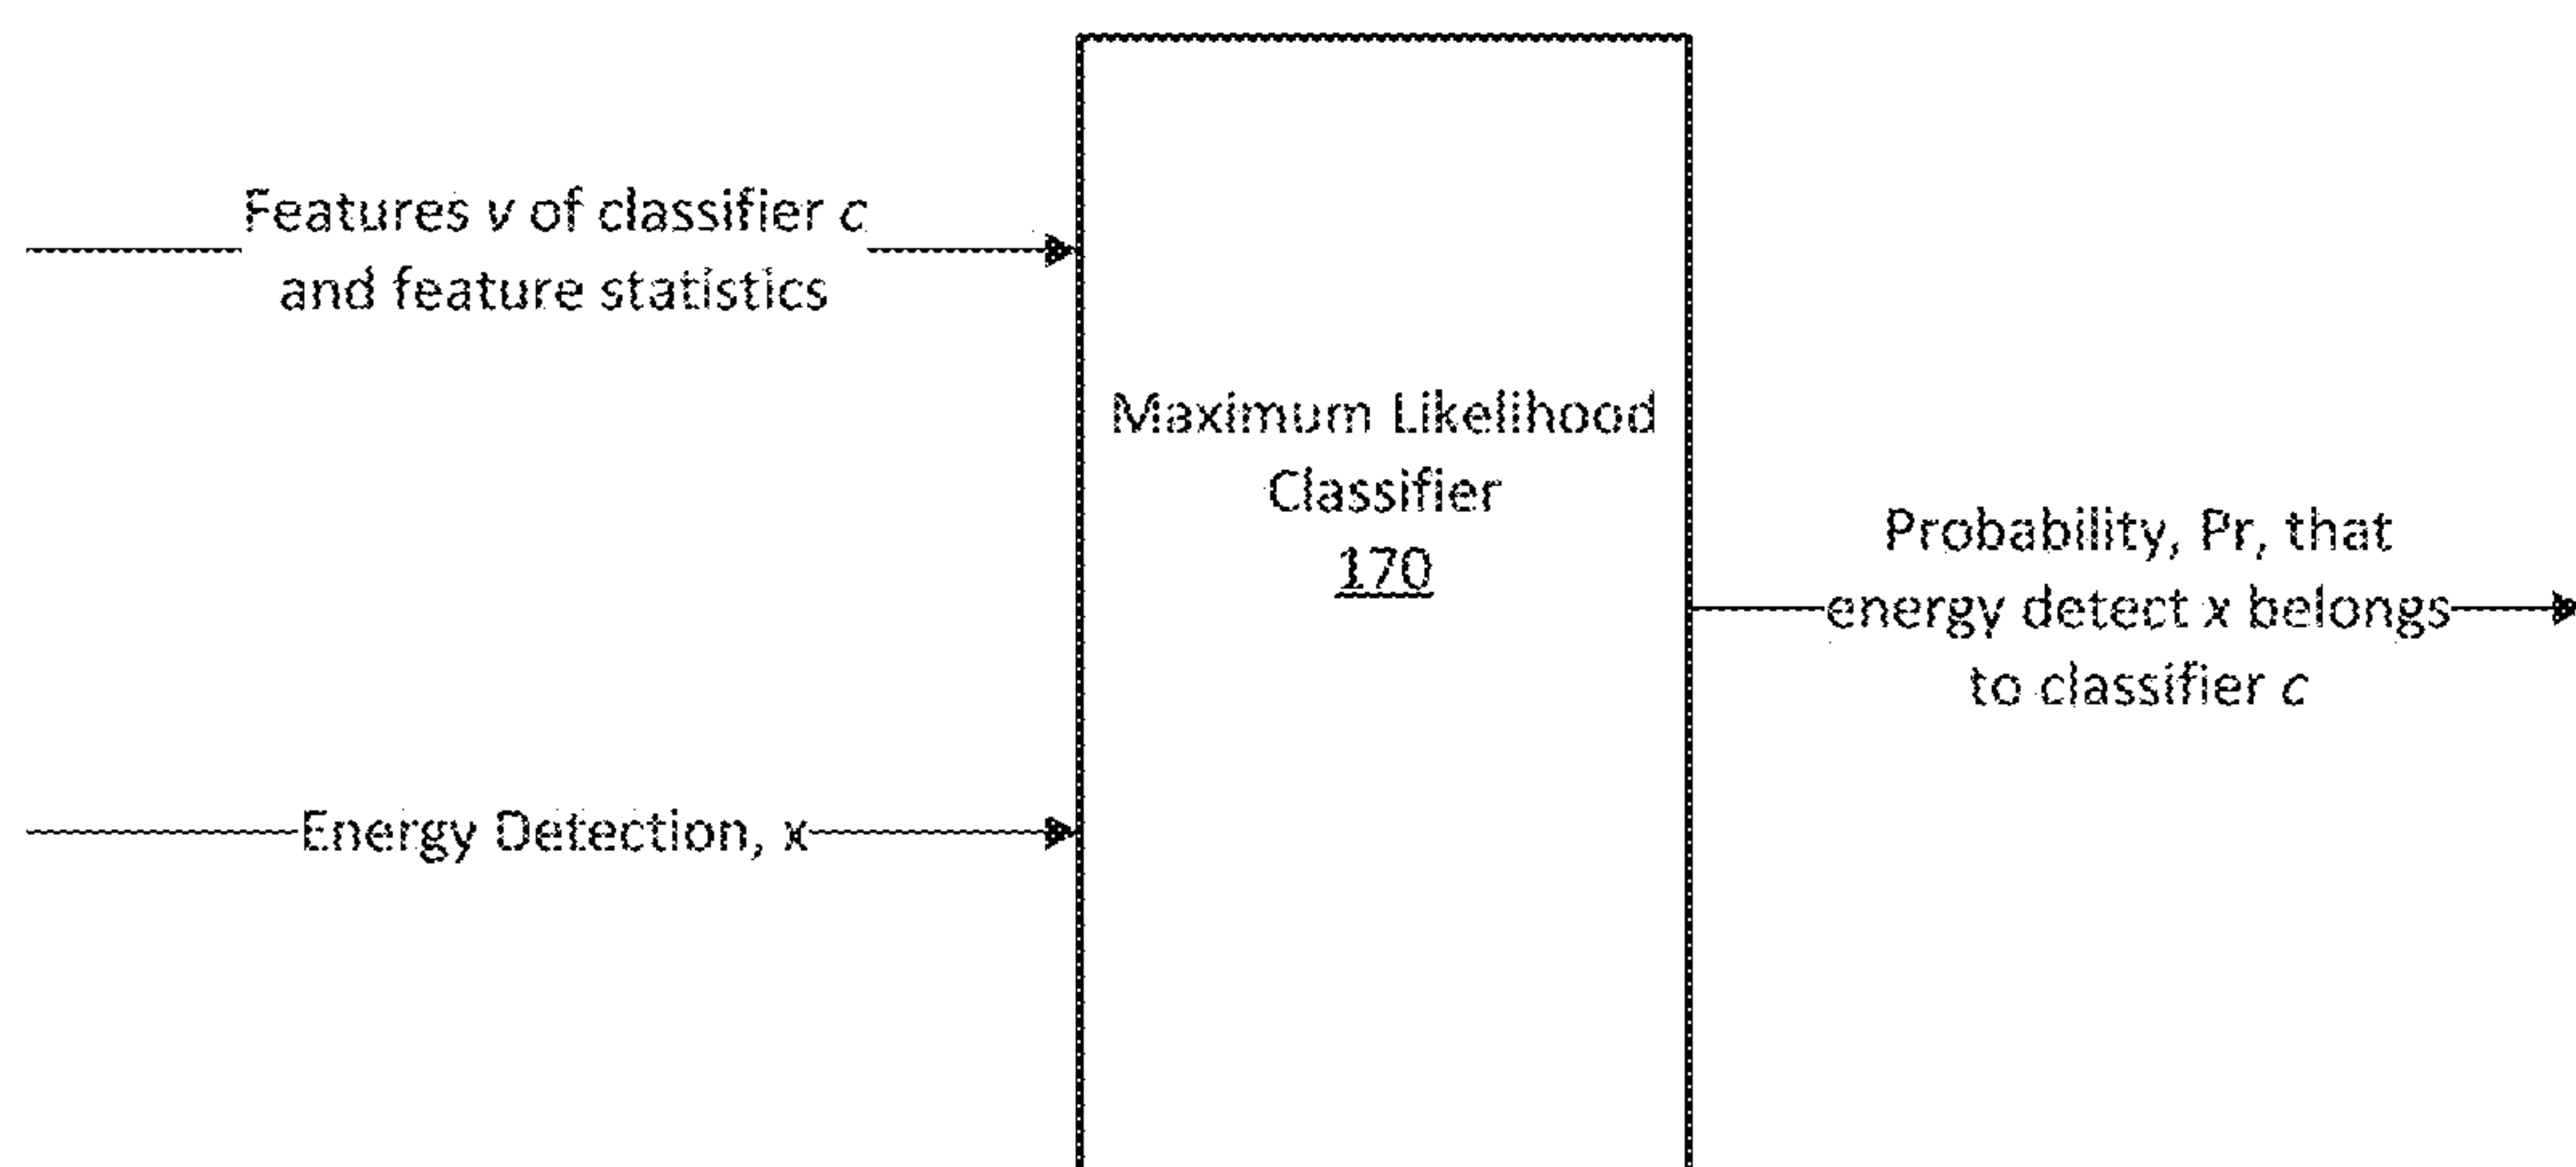 Features v of classifier c
and feature statistics
Maximum Likelihood
Classifier
170
Probability, Pr, that
energy detect x belongs
to classifier c
Energy Detection, x